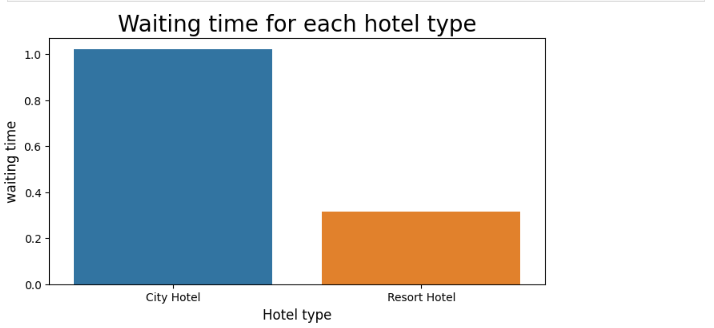 Waiting time for each hotel type
1.0
0.8
0.6
0.4
0.2
0.0
waiting time
City Hotel
Resort Hotel
Hotel type